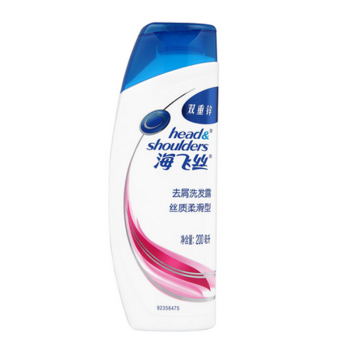 双重锌
head&
shoulders®
海飞丝®
去屑洗发露
丝质柔滑型
净含量:200毫升
92356475